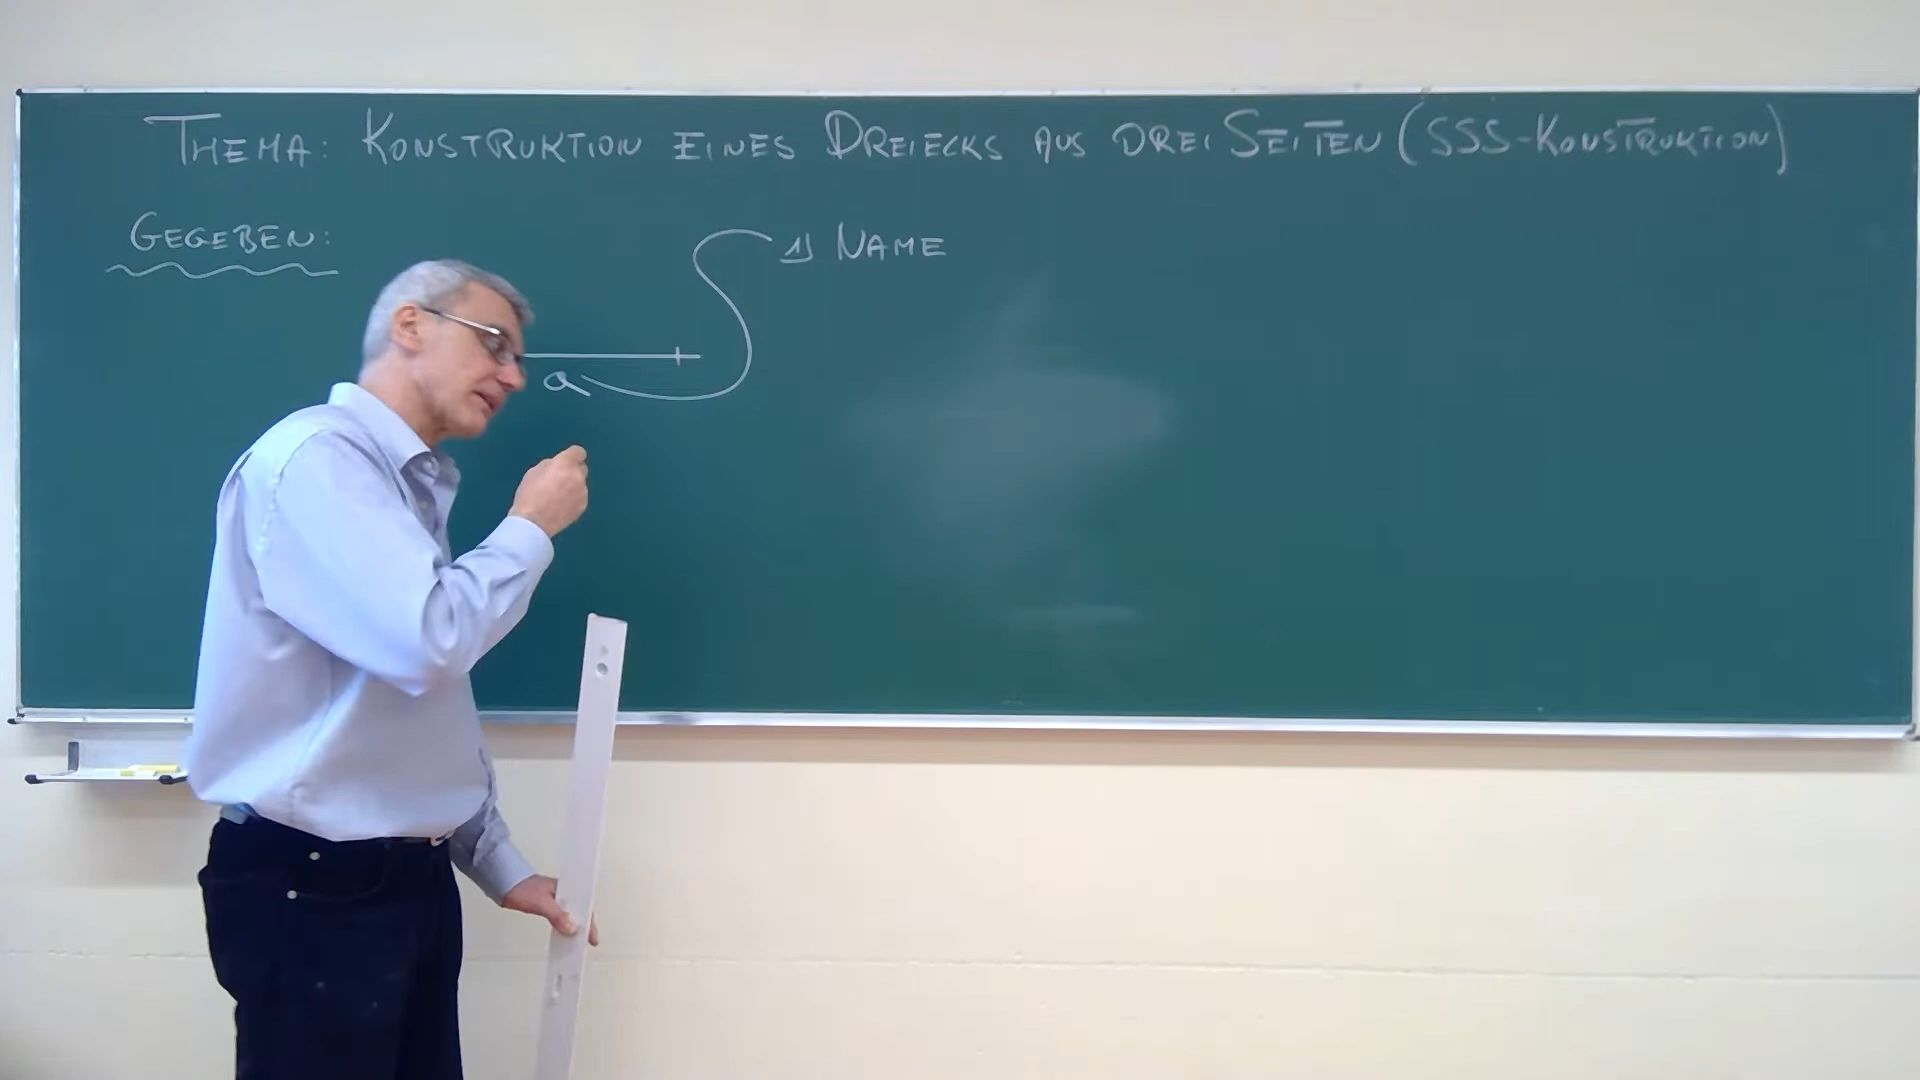 THEMA: KONSTRUKTION EINES DREIECKS AUS DREI SEITEN (SSS-KONSTRUKTION)
GEGEBEN:
1) NAME
a